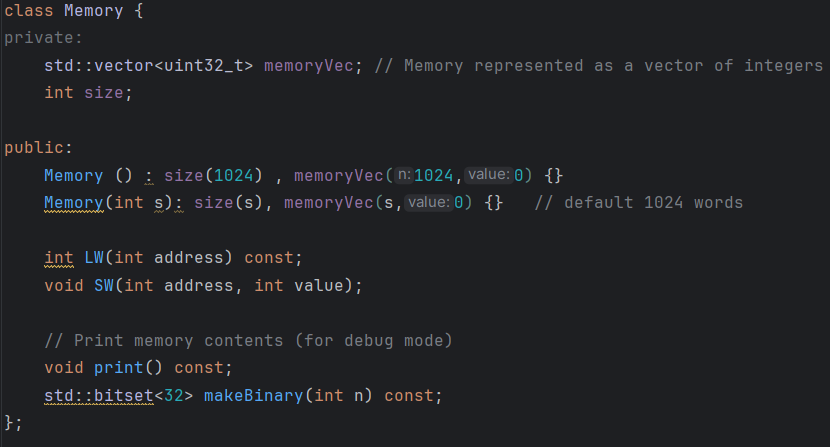 class Memory {
private:
    std::vector<uint32_t> memoryVec; // Memory represented as a vector of integers
    int size;

public:
    Memory () : size(1024) , memoryVec(n:1024,value:0) {}
    Memory(int s): size(s), memoryVec(s,value:0) {}   // default 1024 words

    int LW(int address) const;
    void SW(int address, int value);

    // Print memory contents (for debug mode)
    void print() const;
    std::bitset<32> makeBinary(int n) const;
};